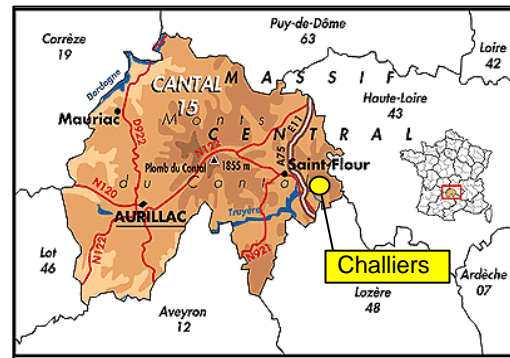 Corrèze
19
Puy-de-Dôme
63
Loire
42
Dordogne
CANTAL
15
MASSIF
Haute-Loire
43
Mauriac
D922
Monts
CENTRAL
N122
A75
E11
Plomb du Cantal
1855 m
Saint-Flour
du Cantal
N120
AURILLAC
Truyère
Lot
46
N122
N921
Challiers
Ardèche
07
Aveyron
12
Lozère
48